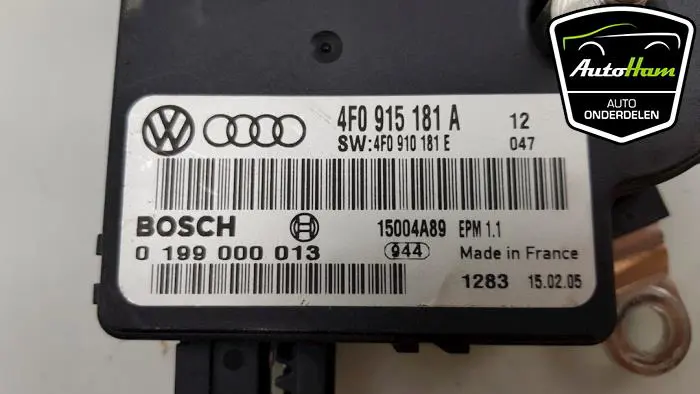 AutoHam
AUTO
ONDERDELEN
4F0 915 181 A 12
SW:4F0 910 181 E 047
BOSCH 15004A89 EPM 1.1
0 199 000 013 944 Made in France
1283 15.02.05